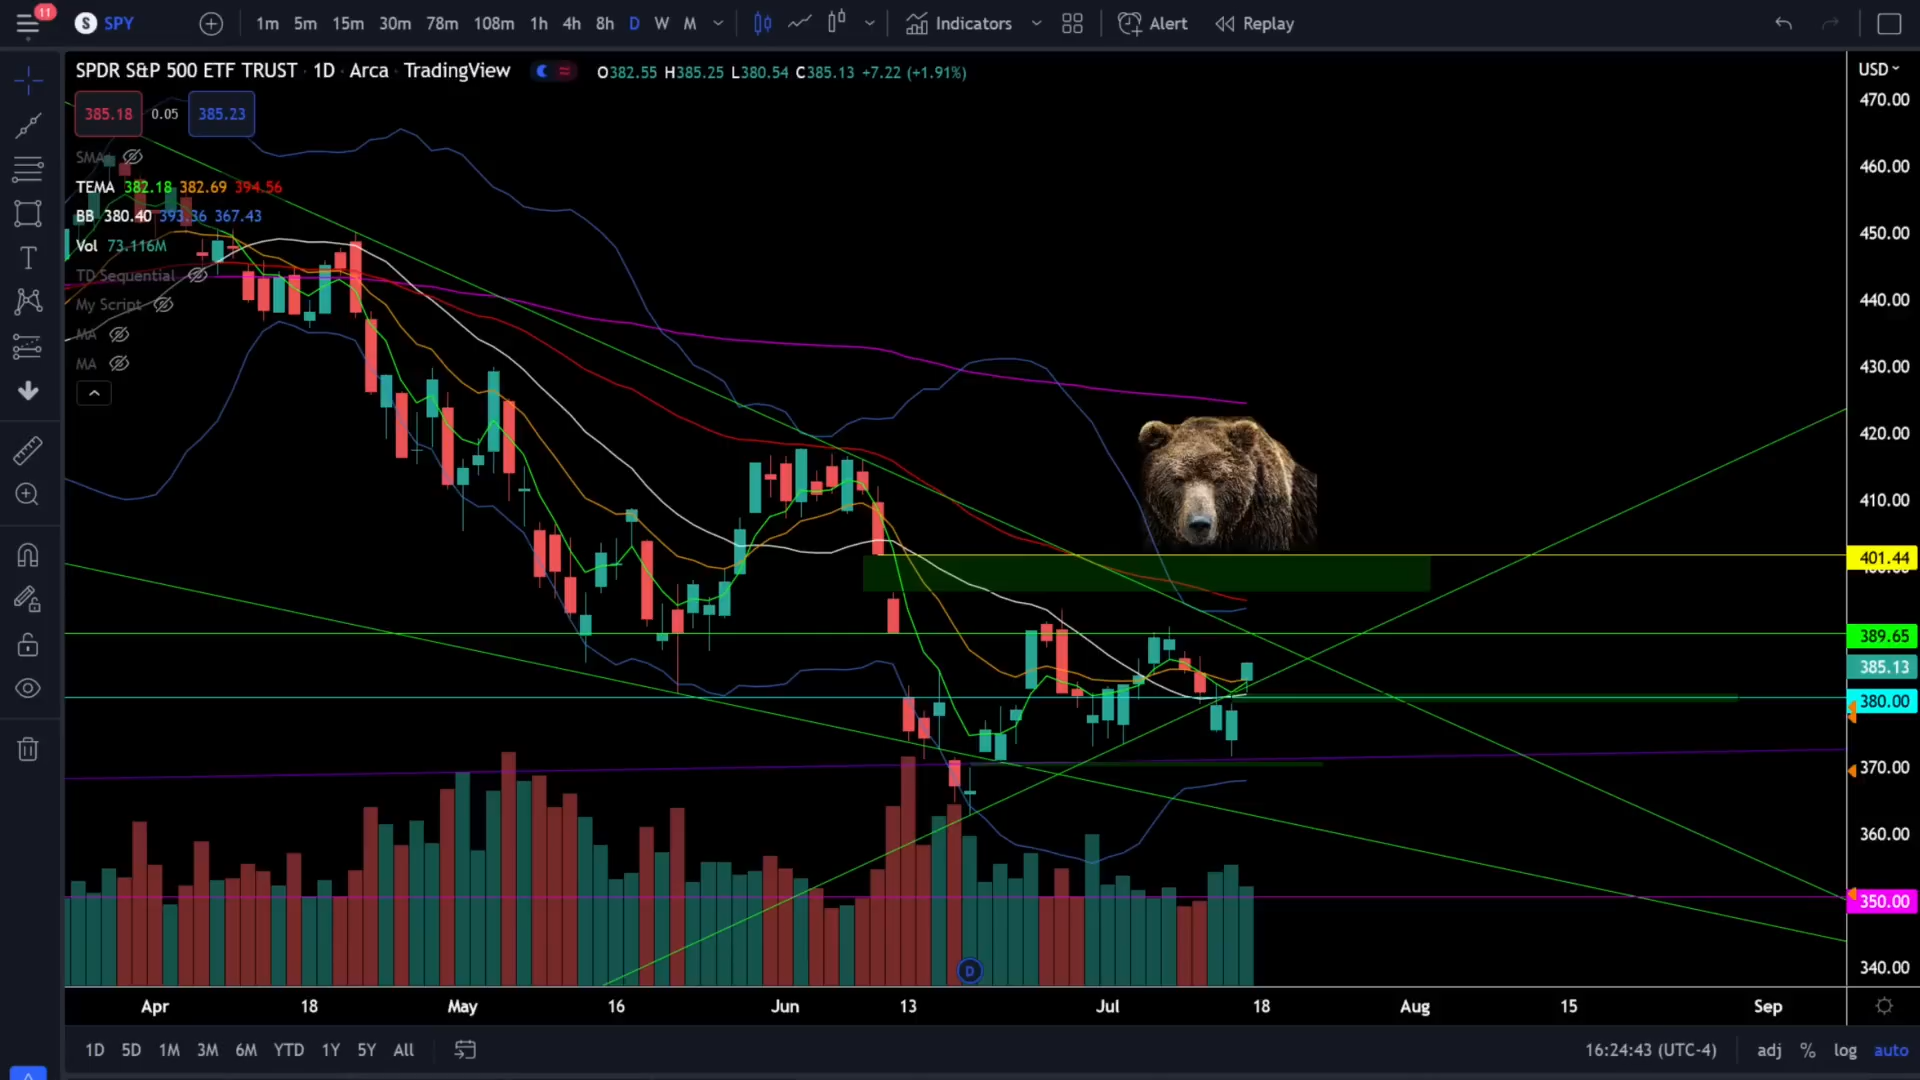 11
S SPY
1m 5m 15m 30m 78m 108m 1h 4h 8h D W M
Indicators
Alert
Replay
SPDR S&P 500 ETF TRUST · 1D · Arca · TradingView
O382.55 H385.25 L380.54 C385.13 +7.22 (+1.91%)
385.18 0.05 385.23
SMA
TEMA 382.18 382.69 394.56
BB 380.40 393.36 367.43
Vol 73.116M
TD Sequential
My Script
MA
MA
T
USD
470.00
460.00
450.00
440.00
430.00
420.00
410.00
401.44
400.00
389.65
385.13
380.00
370.00
360.00
350.00
340.00
D
Apr 18 May 16 Jun 13 Jul 18 Aug 15 Sep
1D 5D 1M 3M 6M YTD 1Y 5Y All
16:24:43 (UTC-4) adj % log auto